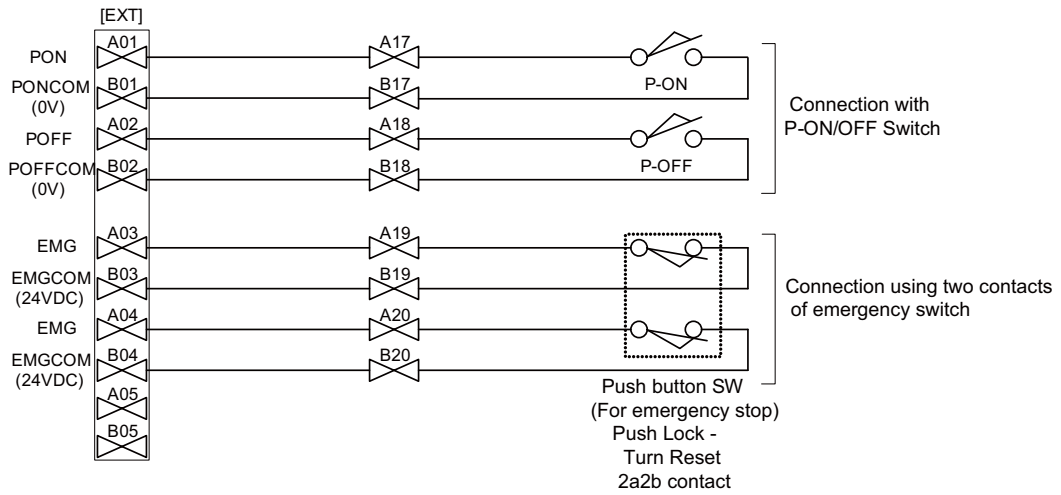 [EXT]
PON A01 A17
P-ON
PONCOM B01 B17
(0V)
POFF A02 A18
P-OFF
POFFCOM B02 B18
(0V)
Connection with
P-ON/OFF Switch
EMG A03 A19
EMGCOM B03 B19
(24VDC)
EMG A04 A20
EMGCOM B04 B20
(24VDC)
A05
B05
Connection using two contacts
of emergency switch
Push button SW
(For emergency stop)
Push Lock -
Turn Reset
2a2b contact